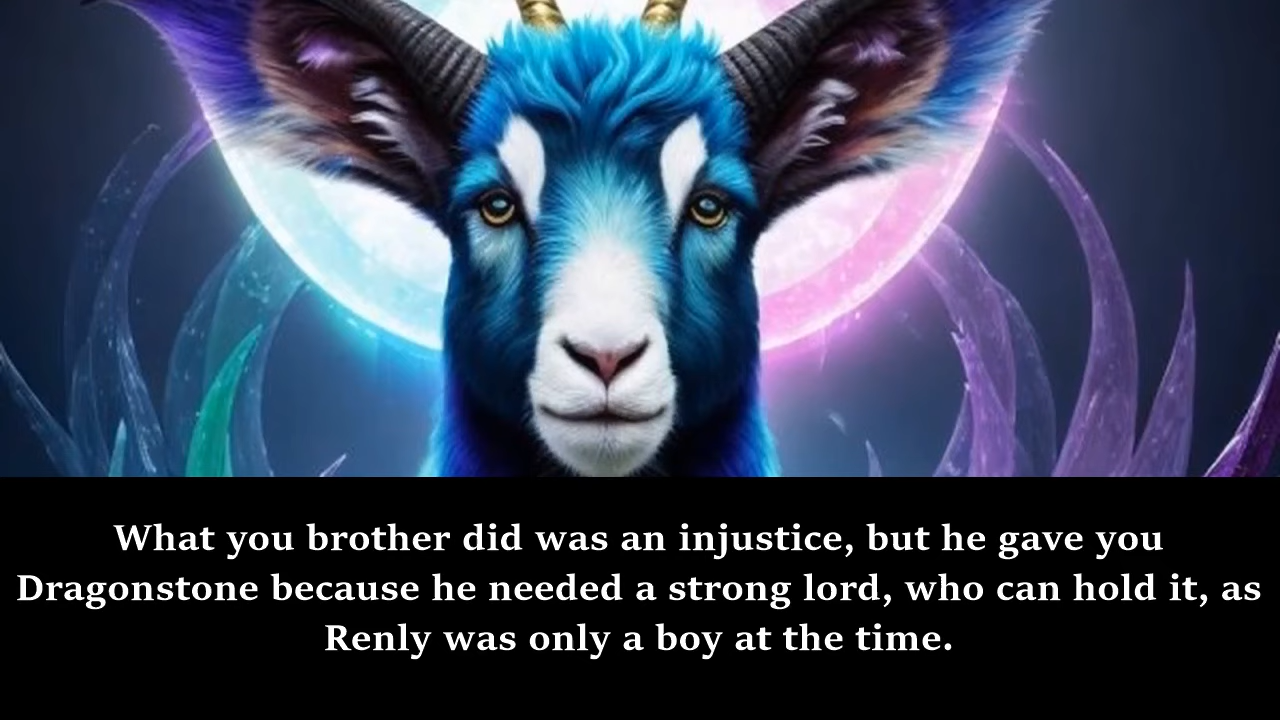 What you brother did was an injustice, but he gave you
Dragonstone because he needed a strong lord, who can hold it, as
Renly was only a boy at the time.